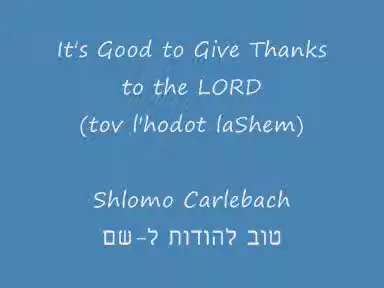 It's Good to Give Thanks
to the LORD
(tov l'hodot laShem)
Shlomo Carlebach
טוב להודות ל-שם